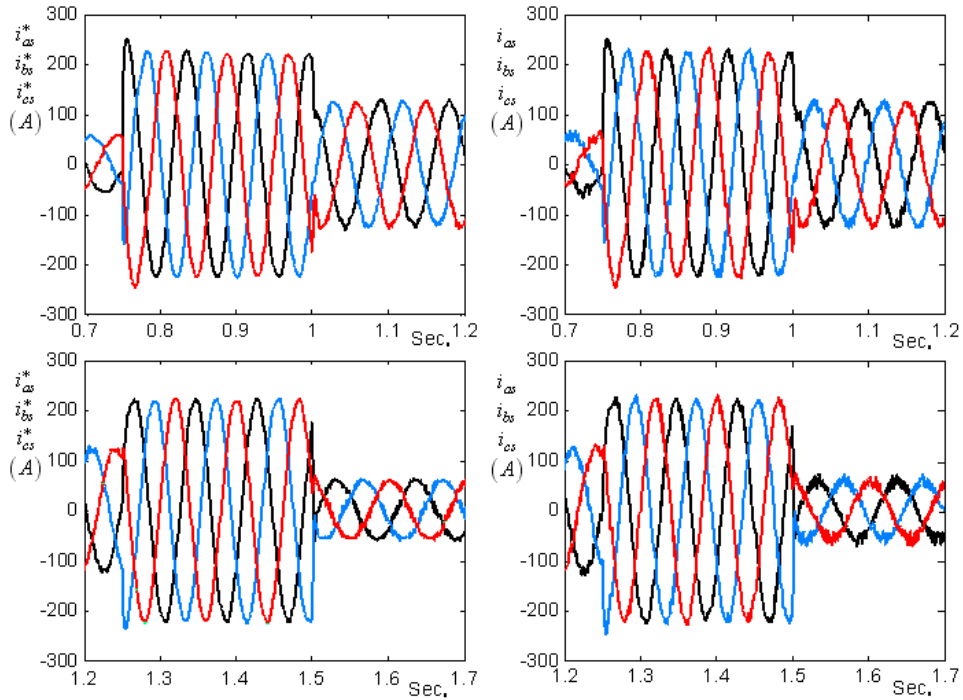 300
200
100
0
-100
-200
-300
i*as
i*bs
i*cs
(A)
0.7 0.8 0.9 1 1.1 1.2
Sec.
300
200
100
0
-100
-200
-300
ias
ibs
ics
(A)
0.7 0.8 0.9 1 1.1 1.2
Sec.
300
200
100
0
-100
-200
-300
i*as
i*bs
i*cs
(A)
1.2 1.3 1.4 1.5 1.6 1.7
Sec.
300
200
100
0
-100
-200
-300
ias
ibs
ics
(A)
1.2 1.3 1.4 1.5 1.6 1.7
Sec.